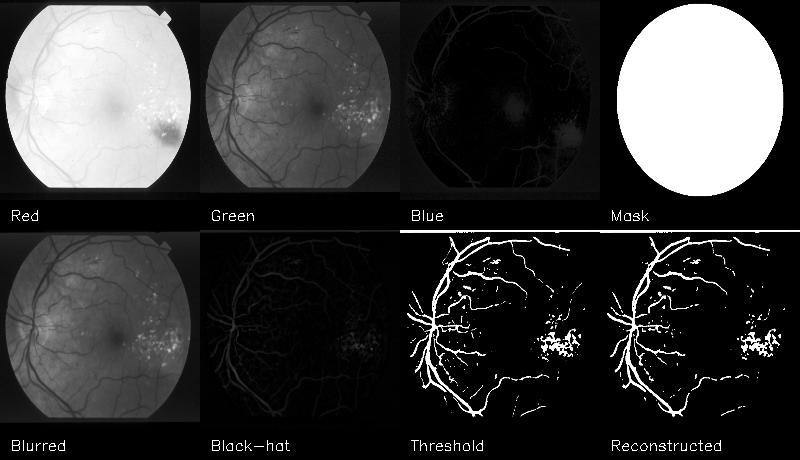 Red
Green
Blue
Mask
Blurred
Black-hat
Threshold
Reconstructed